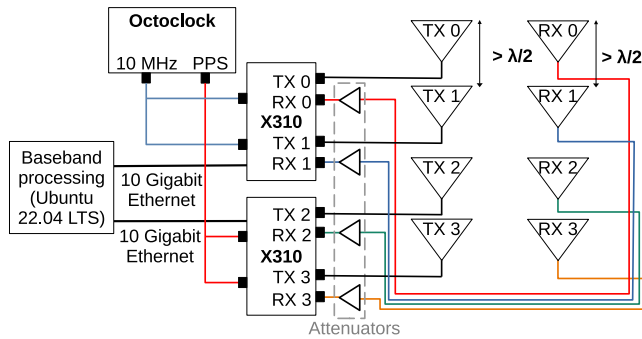 Octoclock
10 MHz PPS
TX 0
RX 0
X310
TX 1
RX 1
Baseband
processing
(Ubuntu
22.04 LTS)
10 Gigabit
Ethernet
10 Gigabit
Ethernet
TX 2
RX 2
X310
TX 3
RX 3
Attenuators
TX 0
> λ/2
RX 0
> λ/2
TX 1
RX 1
TX 2
RX 2
TX 3
RX 3